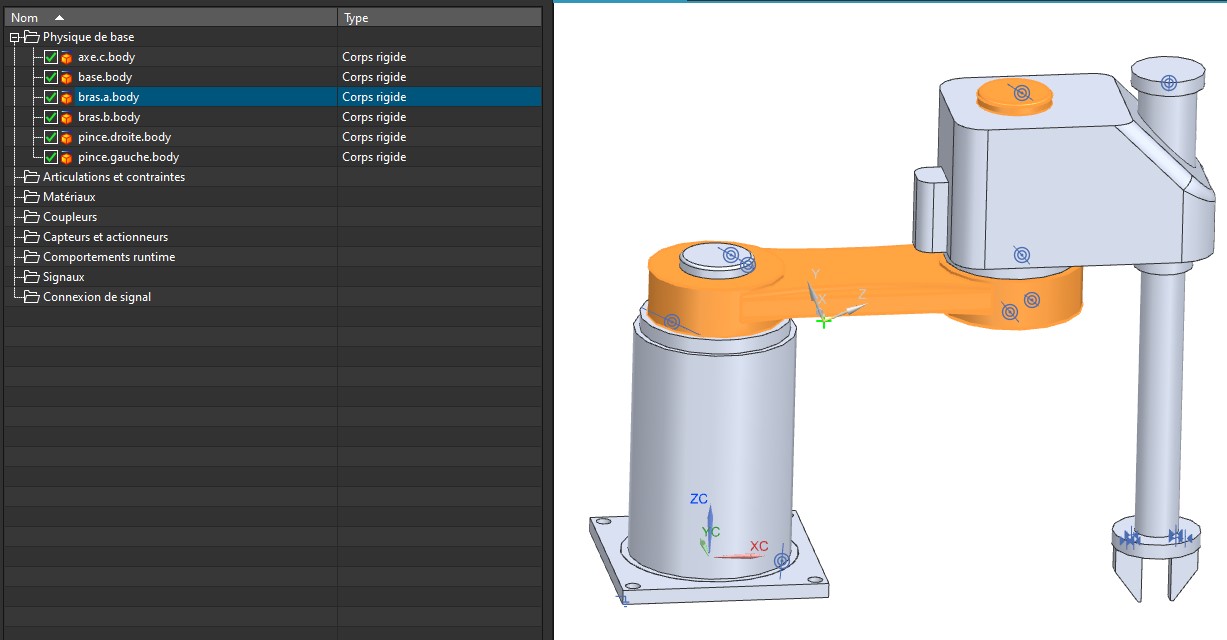 Nom Type
Physique de base
axe.c.body Corps rigide
base.body Corps rigide
bras.a.body Corps rigide
bras.b.body Corps rigide
pince.droite.body Corps rigide
pince.gauche.body Corps rigide
Articulations et contraintes
Matériaux
Coupleurs
Capteurs et actionneurs
Comportements runtime
Signaux
Connexion de signal
Y
X
Z
ZC
YC
XC